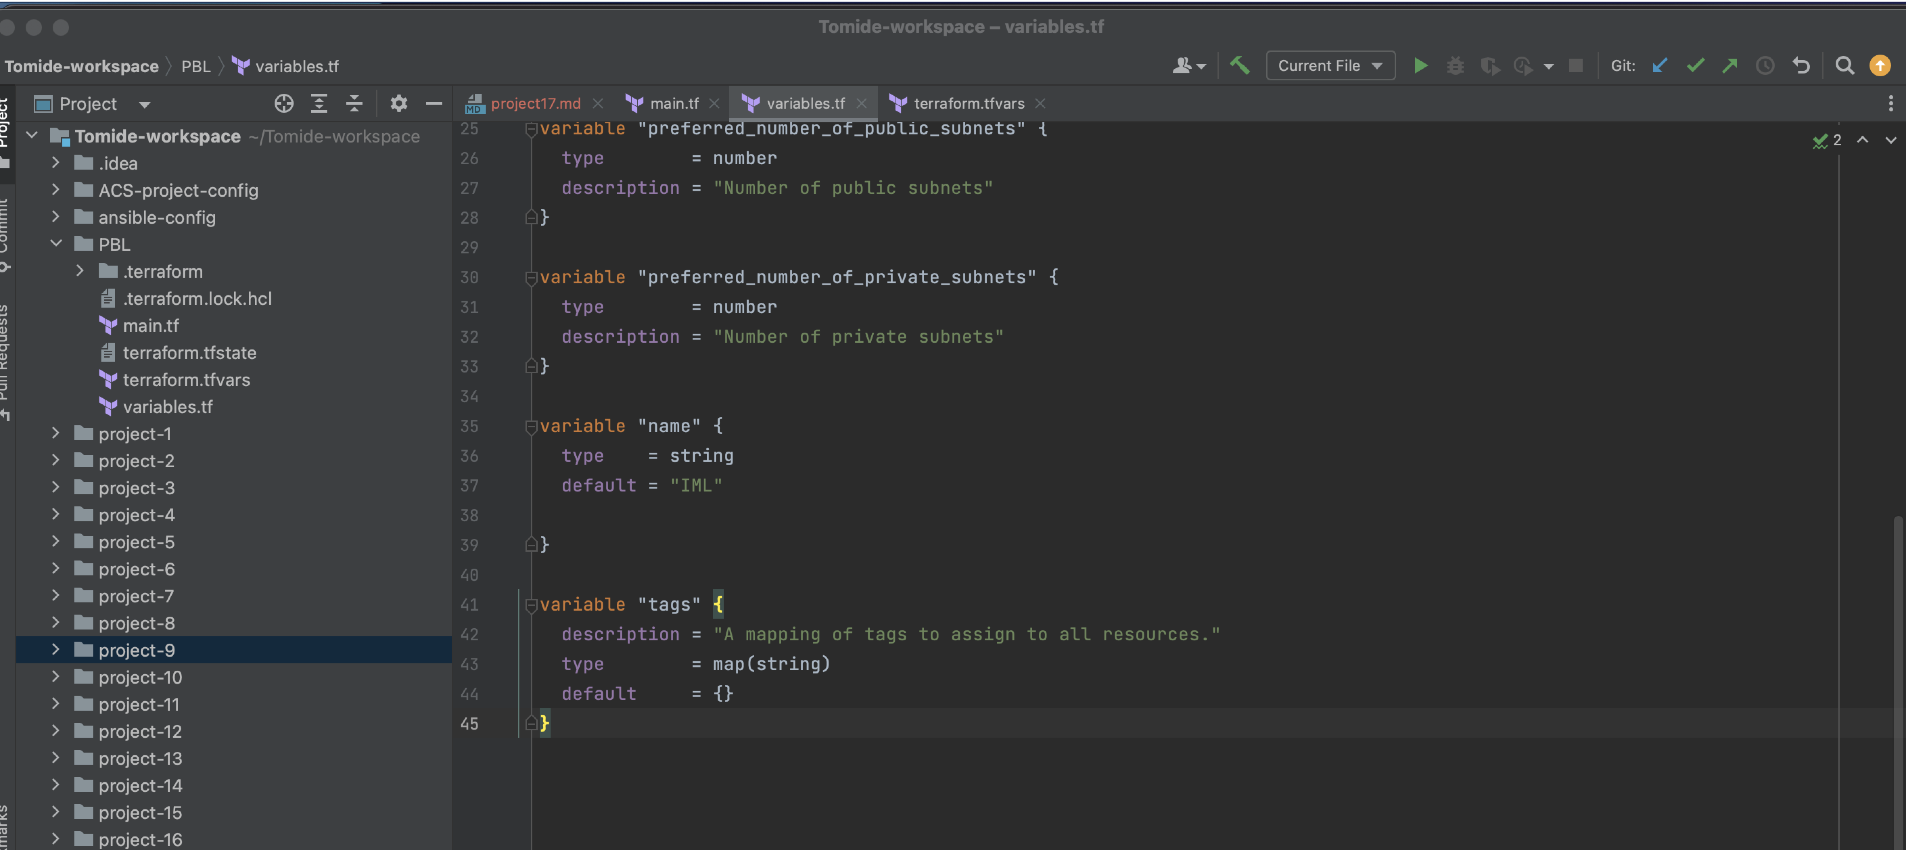 Tomide-workspace – variables.tf
Tomide-workspace PBL variables.tf
Current File
Git:
Project
project17.md
main.tf
variables.tf
terraform.tfvars
Project
Commit
Pull Requests
Tomide-workspace ~/Tomide-workspace
.idea
ACS-project-config
ansible-config
PBL
.terraform
.terraform.lock.hcl
main.tf
terraform.tfstate
terraform.tfvars
variables.tf
project-1
project-2
project-3
project-4
project-5
project-6
project-7
project-8
project-9
project-10
project-11
project-12
project-13
project-14
project-15
project-16
2
25 variable "preferred_number_of_public_subnets" {
26 type = number
27 description = "Number of public subnets"
28 }
29
30 variable "preferred_number_of_private_subnets" {
31 type = number
32 description = "Number of private subnets"
33 }
34
35 variable "name" {
36 type = string
37 default = "IML"
38
39 }
40
41 variable "tags" {
42 description = "A mapping of tags to assign to all resources."
43 type = map(string)
44 default = {}
45 }